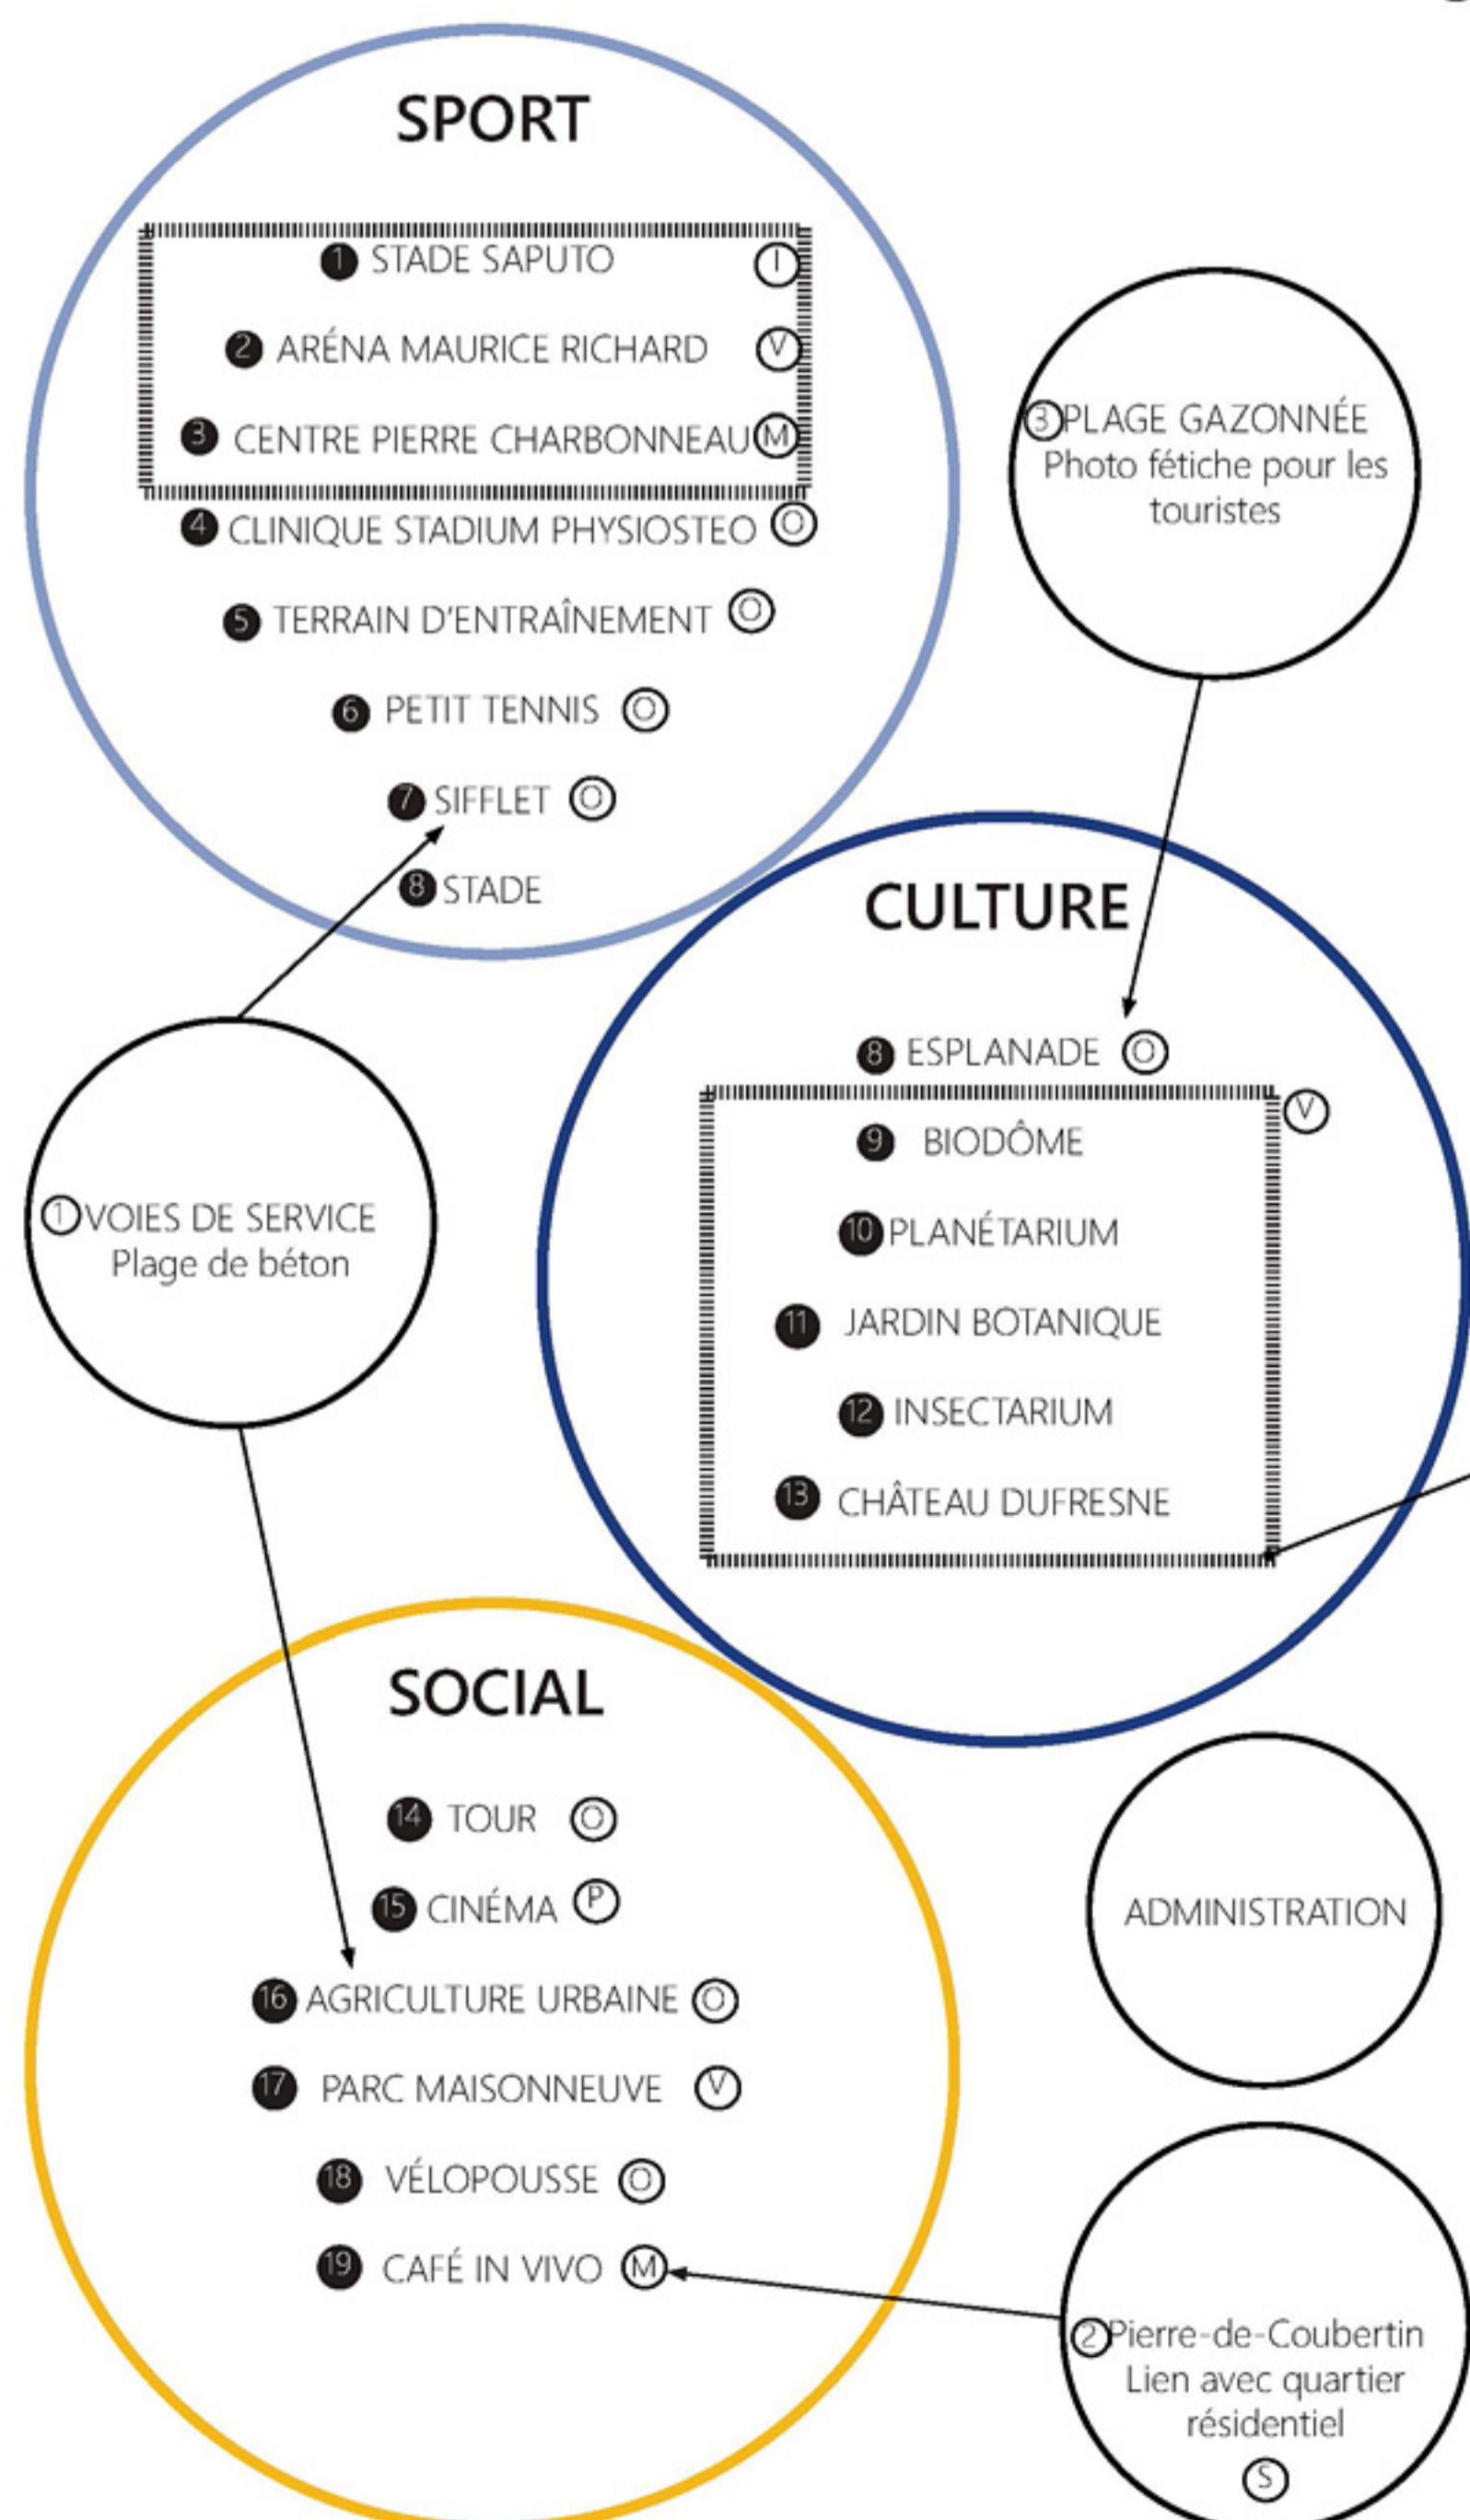 SPORT
1 STADE SAPUTO I
2 ARÉNA MAURICE RICHARD V
3 CENTRE PIERRE CHARBONNEAU M
4 CLINIQUE STADIUM PHYSIOSTEO O
5 TERRAIN D'ENTRAÎNEMENT O
6 PETIT TENNIS O
7 SIFFLET O
8 STADE
3 PLAGE GAZONNÉE
Photo fétiche pour les
touristes
CULTURE
8 ESPLANADE O
V
9 BIODÔME
10 PLANÉTARIUM
11 JARDIN BOTANIQUE
12 INSECTARIUM
13 CHÂTEAU DUFRESNE
1 VOIES DE SERVICE
Plage de béton
SOCIAL
14 TOUR O
15 CINÉMA P
16 AGRICULTURE URBAINE O
17 PARC MAISONNEUVE V
18 VÉLOPOUSSE O
19 CAFÉ IN VIVO M
ADMINISTRATION
2 Pierre-de-Coubertin
Lien avec quartier
résidentiel
S